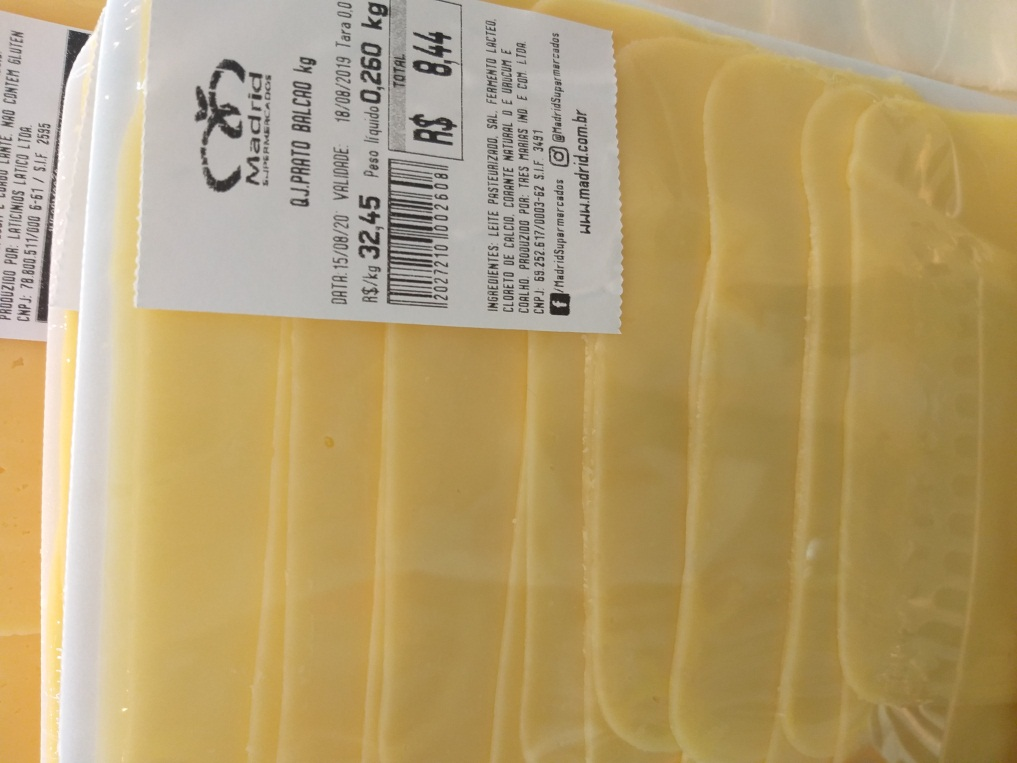 LANTE. NAO CONTEM GLUTEN
PRODUZIDO POR: LATICINIOS LATICO LTDA.
CNPJ: 78.800.511/000 6-61 / S.I.F. 2595
Madrid
SUPERMERCADOS
QJ.PRATO BALCAO kg
DATA:15/08/20 VALIDADE 18/08/2019 Tara 0,0
R$/kg 32,45 Peso líquido 0,260 kg
TOTAL
R$ 8,44
2027210102608
INGREDIENTES: LEITE PASTEURIZADO, SAL, FERMENTO LACTEO,
CLORETO DE CALCIO, CORANTE NATURAL D E URUCUM E
COALHO. PRODUZIDO POR: TRES MARIAS IND E COM. LTDA.
CNPJ: 69.252.617/0003-62 S.I.F. 3491
/MadridSupermercados @MadridSupermercados
www.madrid.com.br